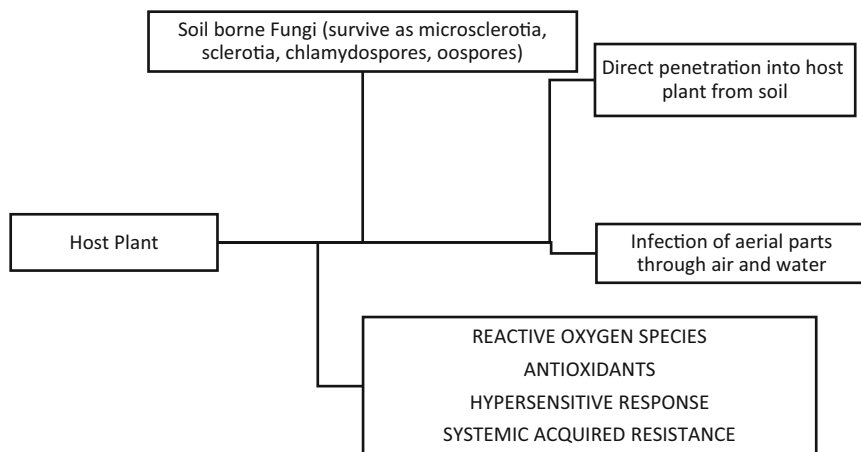 Soil borne Fungi (survive as microsclerotia,
sclerotia, chlamydospores, oospores)
Direct penetration into host
plant from soil
Host Plant
Infection of aerial parts
through air and water
REACTIVE OXYGEN SPECIES
ANTIOXIDANTS
HYPERSENSITIVE RESPONSE
SYSTEMIC ACQUIRED RESISTANCE